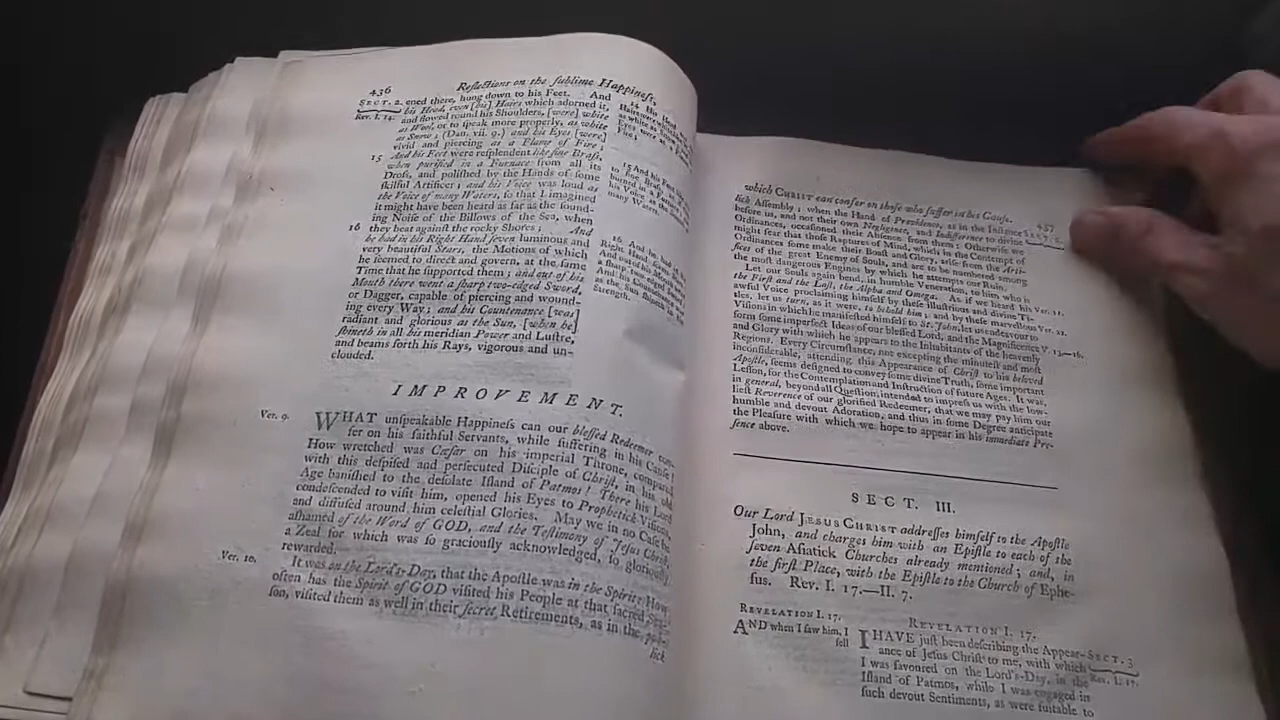 436
Reflections on the ſublime Happineſs,
SECT. 2.
Rev. I. 14.
ened there, hung down to his Feet. And
his Head, even [his] Hairs which adorned it,
and flowed round his Shoulders, [were] white
as Wool, or to ſpeak more properly, as white
as Snow; (Dan. vii. 9.) and his Eyes [were]
vivid and piercing as a Flame of Fire;
15 And his Feet were reſplendent like fine Braſs,
when purified in a Furnace from all its
Droſs, and poliſhed by the Hands of ſome
ſkilful Artificer; and his Voice was loud as
the Voice of many Waters, ſo that I imagined
it might have been heard as far as the ſound-
ing Noiſe of the Billows of the Sea, when
16 they beat againſt the rocky Shores; And
he had in his Right Hand ſeven luminous and
very beautiful Stars, the Motions of which
he ſeemed to direct and govern, at the ſame
Time that he ſupported them; and out of his
Mouth there went a ſharp two-edged Sword,
or Dagger, capable of piercing and wound-
ing every Way; and his Countenance [was]
radiant and glorious as the Sun, [when he]
ſhineth in all his meridian Power and Luſtre,
and beams forth his Rays, vigorous and un-
clouded.
14 His Head
15 And his Feet
many Waters.
16 And he had
Right Hand
Strength.
IMPROVEMENT.
Ver. 9.
WHAT unſpeakable Happineſs can our bleſſed Redeemer con-
fer on his faithful Servants, while ſuffering in his Cauſe!
How wretched was Cæſar on his imperial Throne, compared
with this deſpiſed and perſecuted Diſciple of Chriſt, in his old
Age baniſhed to the deſolate Iſland of Patmos! There his Lord
condeſcended to viſit him, opened his Eyes to Prophetick Viſions,
and diffuſed around him celeſtial Glories. May we in no Caſe be
aſhamed of the Word of GOD, and the Teſtimony of Jeſus Chriſt,
a Zeal for which was ſo graciouſly acknowledged, ſo gloriouſly
rewarded.
Ver. 10.
It was on the Lord's Day, that the Apoſtle was in the Spirit: How
often has the Spirit of GOD viſited his People at that ſacred Sea-
ſon, viſited them as well in their ſecret Retirements, as in the pub-
lick
which CHRIST can confer on thoſe who ſuffer in his Cauſe.
437
lick Aſſembly; when the Hand of Providence, as in the Inſtance
before us, and not their own Negligence, and Indifference to divine
Ordinances, occaſioned their Abſence from them: Otherwiſe we
might fear that thoſe Raptures of Mind, which in the Contempt of
Ordinances ſome make their Boaſt and Glory, ariſe from the Arti-
fices of the great Enemy of Souls, and are to be numbered among
the moſt dangerous Engines by which he attempts our Ruin.
Let our Souls again bend, in humble Veneration, to him who is
the Firſt and the Laſt, the Alpha and Omega. As if we heard his
Ver. 11.
awful Voice proclaiming himſelf by theſe illuſtrious and divine Ti-
tles, let us turn, as it were, to behold him; and by theſe marvellous
Ver. 12.
Viſions in which he manifeſted himſelf to St. John, let us endeavour to
form ſome imperfect Ideas of our bleſſed Lord, and the Magnificence
V. 13,—16.
and Glory with which he appears to the Inhabitants of the heavenly
Regions. Every Circumſtance, not excepting the minuteſt and moſt
inconſiderable, attending this Appearance of Chriſt to his beloved
Apoſtle, ſeems deſigned to convey ſome divine Truth, ſome important
Leſſon, for the Contemplation and Inſtruction of future Ages. It was,
in general, beyond all Queſtion, intended to impreſs us with the low-
lieſt Reverence of our glorified Redeemer, that we may pay him our
humble and devout Adoration, and thus in ſome Degree anticipate
the Pleaſure with which we hope to appear in his immediate Pre-
ſence above.
SECT. III.
Our Lord JESUS CHRIST addreſſes himſelf to the Apoſtle
John, and charges him with an Epiſtle to each of the
ſeven Aſiatick Churches already mentioned; and, in
the firſt Place, with the Epiſtle to the Church of Ephe-
ſus. Rev. I. 17.—II. 7.
REVELATION I. 17.
AND when I ſaw him, I
fell
REVELATION I. 17.
I HAVE juſt been deſcribing the Appear-
SECT. 3
ance of Jeſus Chriſt to me, with which
Rev. I. 17.
I was favoured on the Lord's-Day, in the
Iſland of Patmos, while I was engaged in
ſuch devout Sentiments, as were ſuitable to